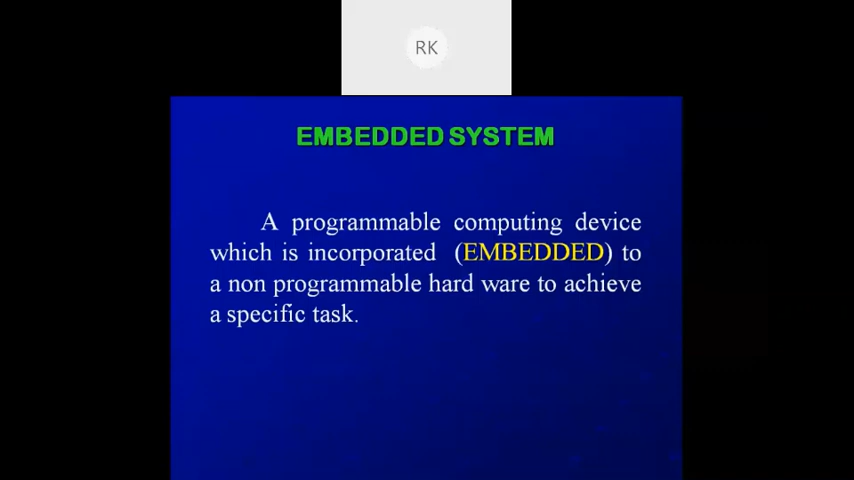 RK
EMBEDDED SYSTEM
A programmable computing device
which is incorporated (EMBEDDED) to
a non programmable hard ware to achieve
a specific task.